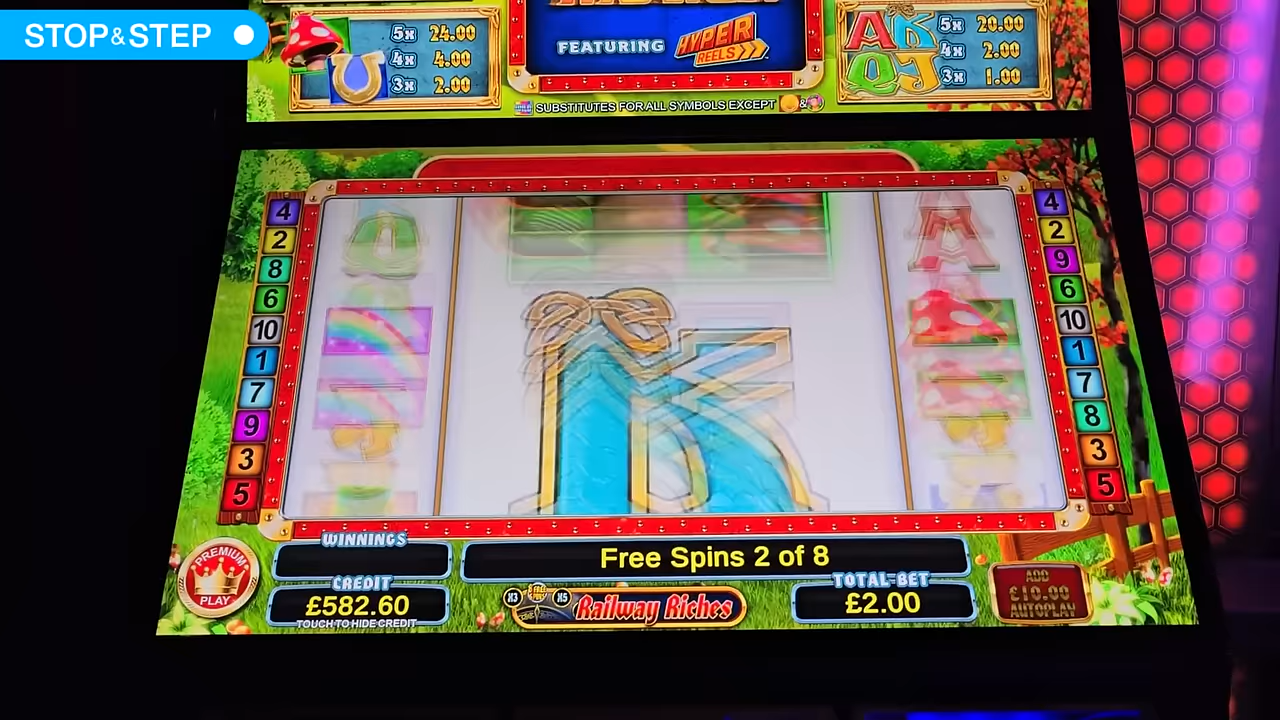 STOP&STEP
5x 24.00
4x 4.00
3x 2.00
FEATURING HYPER REELS
A K Q J
5x 20.00
4x 2.00
3x 1.00
SUBSTITUTES FOR ALL SYMBOLS EXCEPT &
4
2
8
6
10
1
7
9
3
5
Q
K
A
4
2
9
6
10
1
7
8
3
5
PREMIUM PLAY
WINNINGS
CREDIT
£582.60
TOUCH TO HIDE CREDIT
Free Spins 2 of 8
X3
X5
Railway Riches
TOTAL BET
£2.00
ADD
£10.00
AUTOPLAY